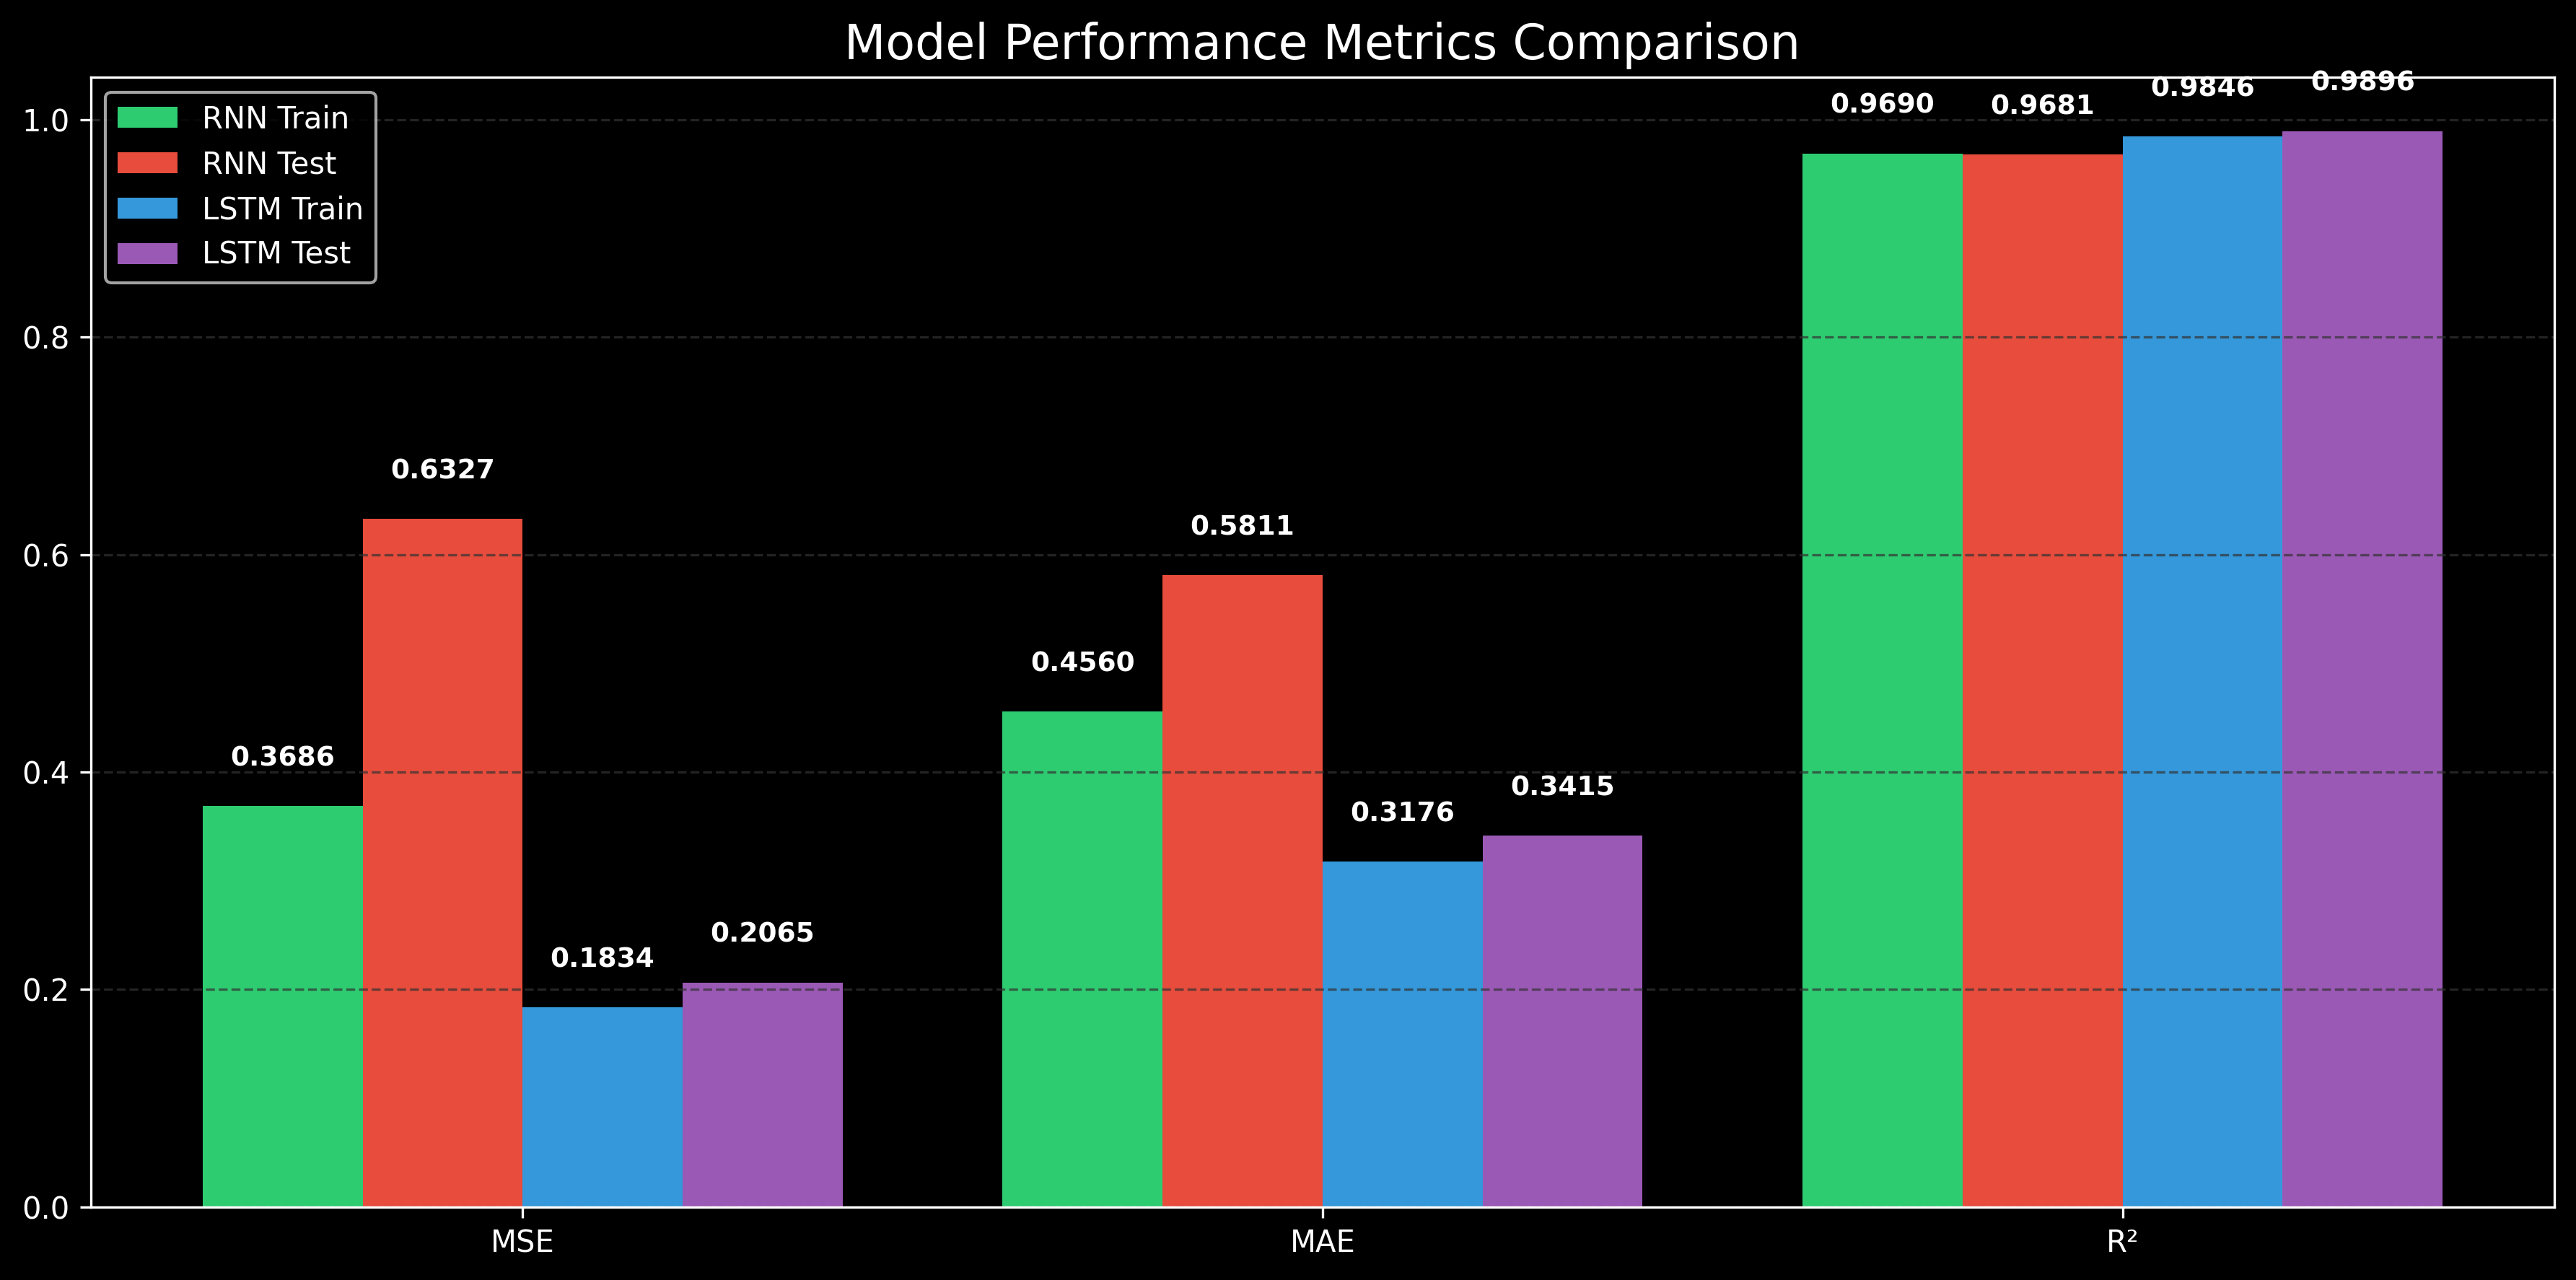 Model Performance Metrics Comparison
RNN Train
RNN Test
LSTM Train
LSTM Test
1.0
0.8
0.6
0.4
0.2
0.0
0.3686
0.6327
0.1834
0.2065
0.4560
0.5811
0.3176
0.3415
0.9690
0.9681
0.9846
0.9896
MSE
MAE
R²